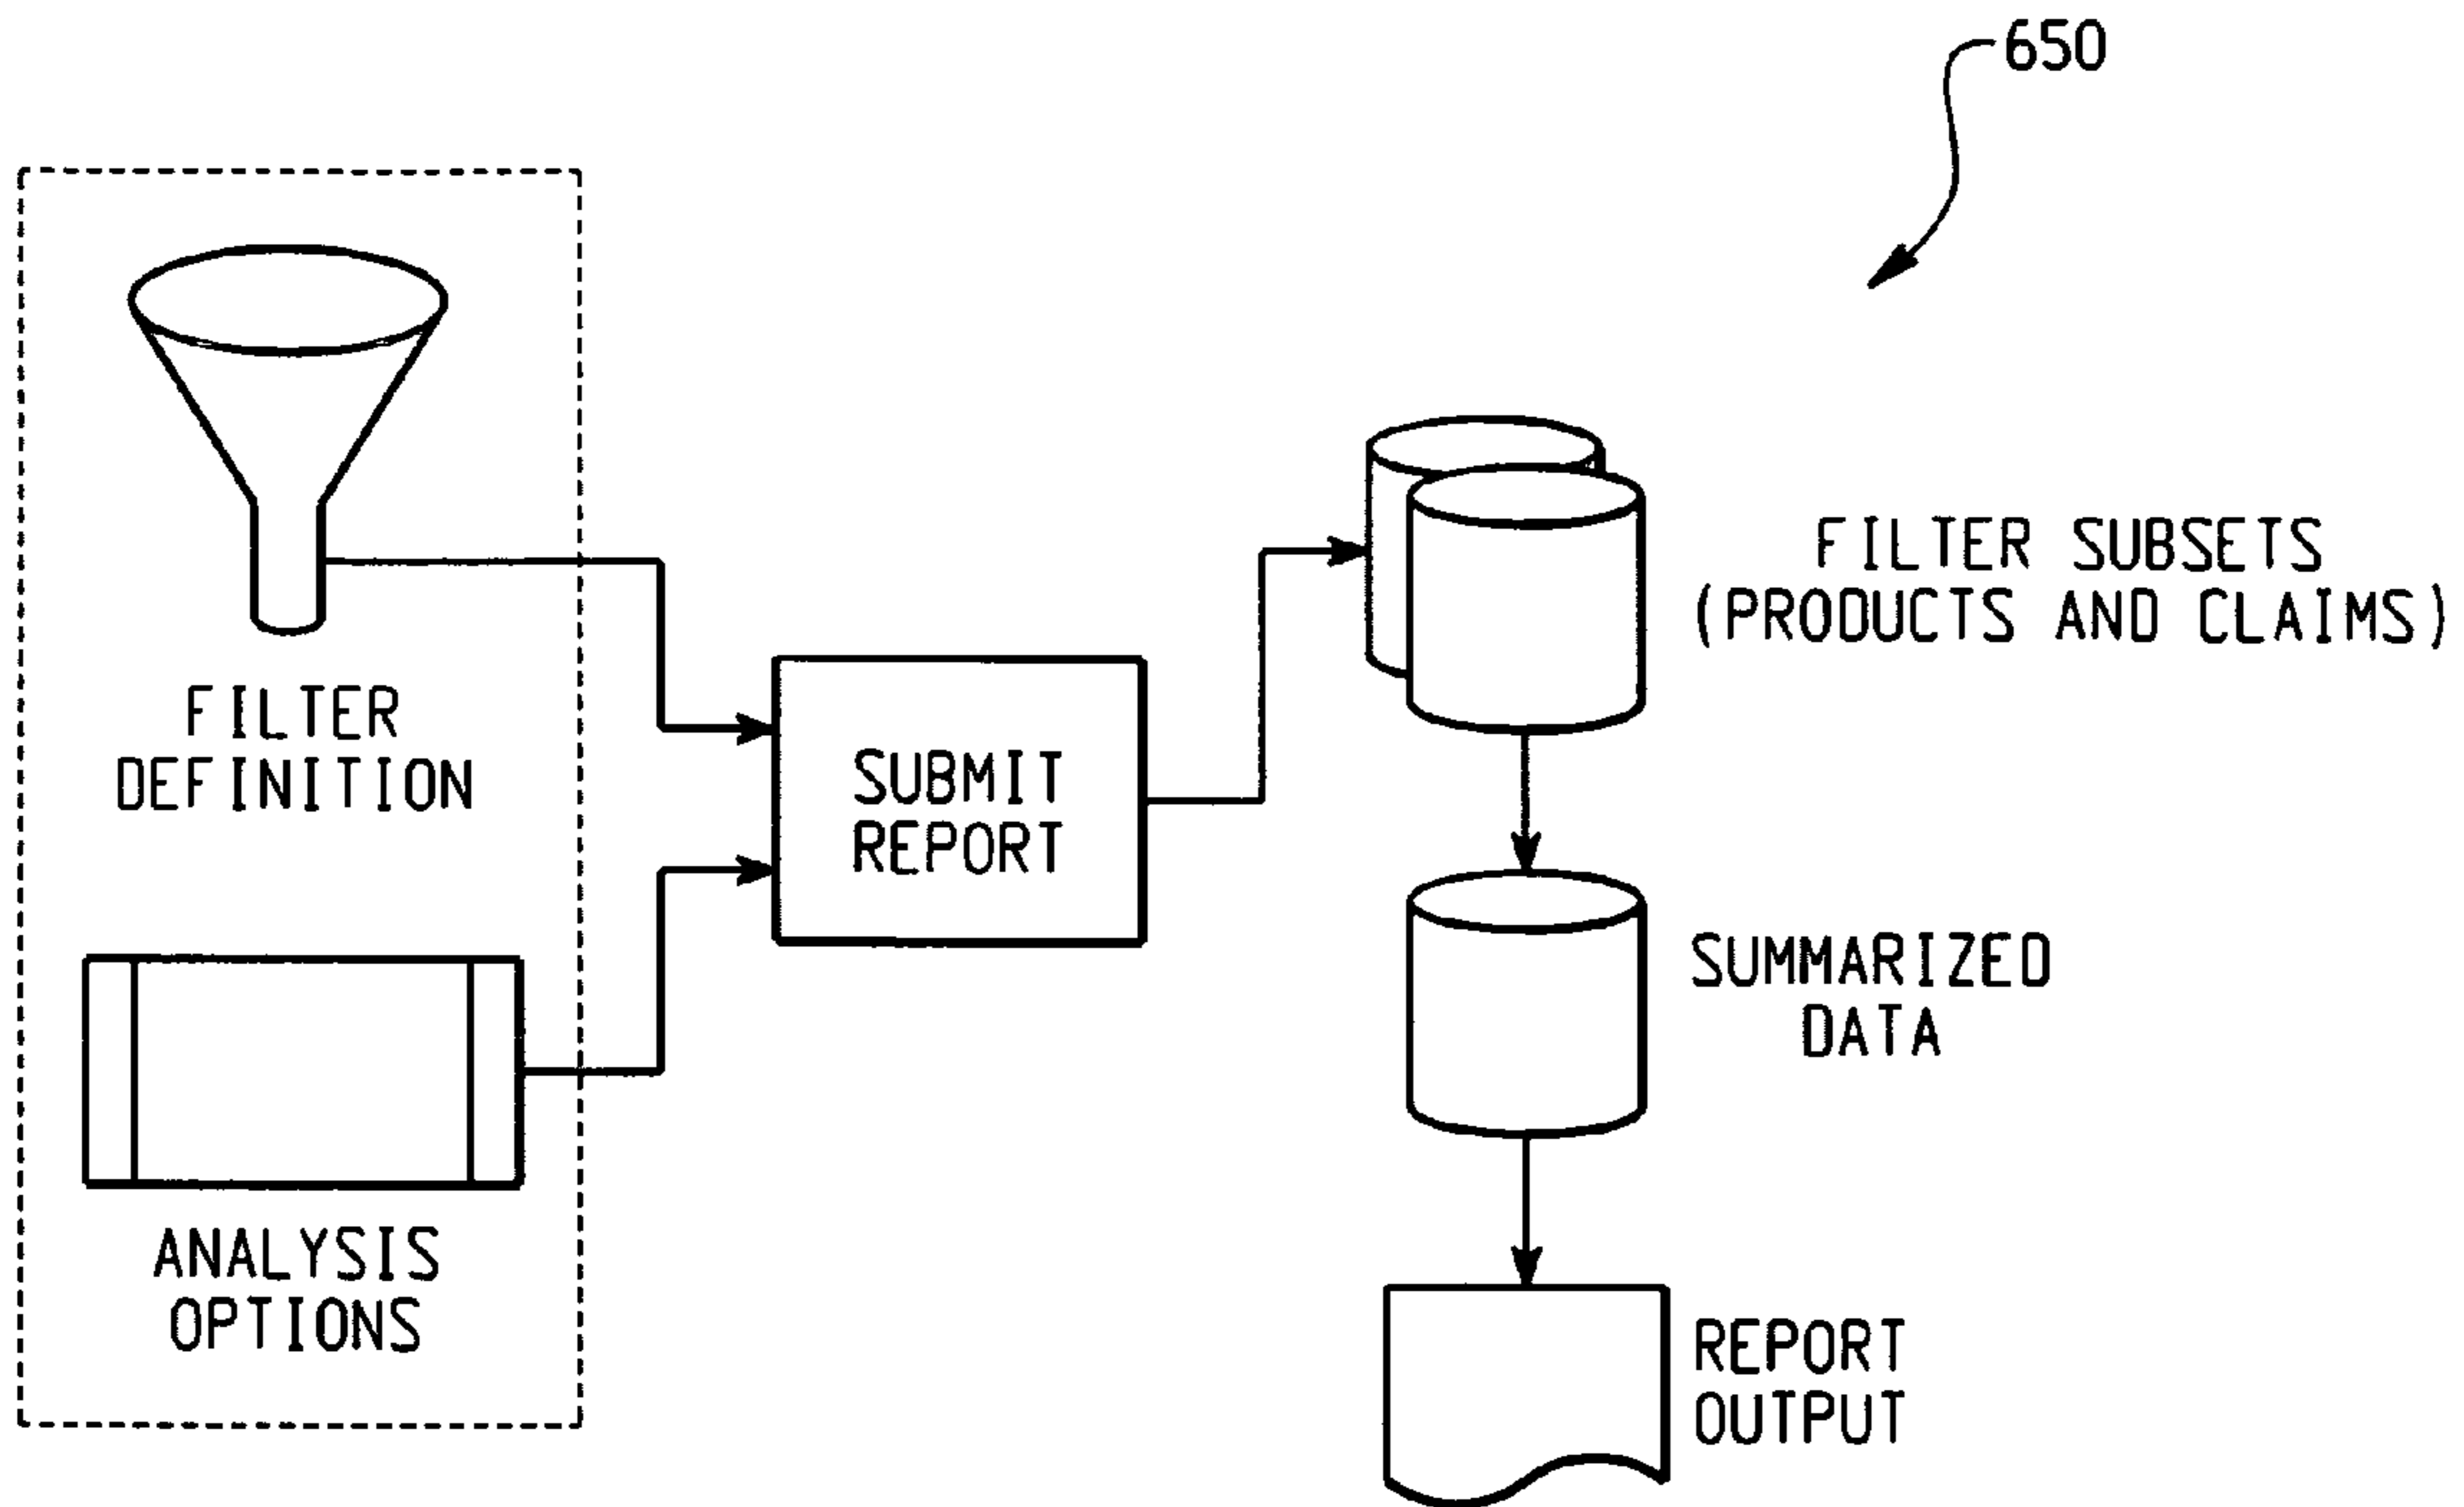 650
FILTER
DEFINITION
ANALYSIS
OPTIONS
SUBMIT
REPORT
FILTER SUBSETS
(PRODUCTS AND CLAIMS)
SUMMARIZED
DATA
REPORT
OUTPUT